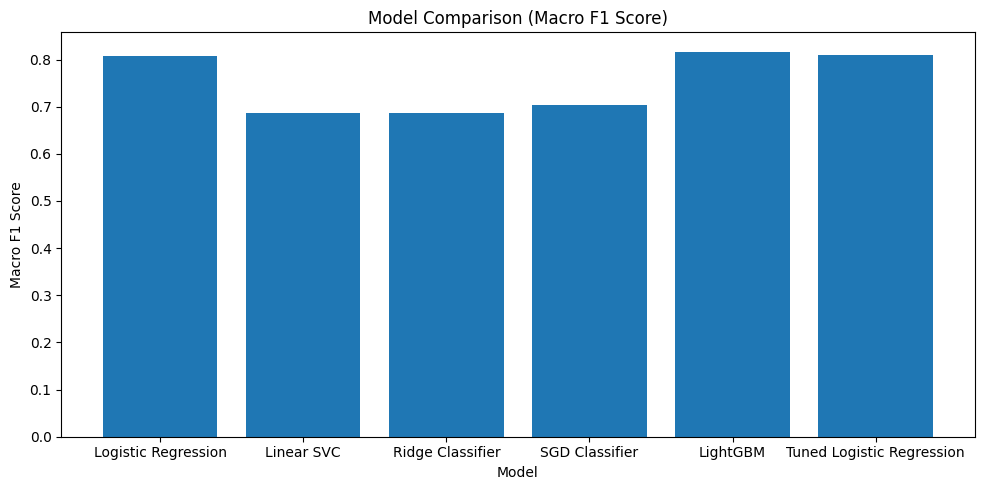 Model Comparison (Macro F1 Score)
Macro F1 Score
0.8
0.7
0.6
0.5
0.4
0.3
0.2
0.1
0.0
Logistic Regression Linear SVC Ridge Classifier SGD Classifier LightGBM Tuned Logistic Regression
Model